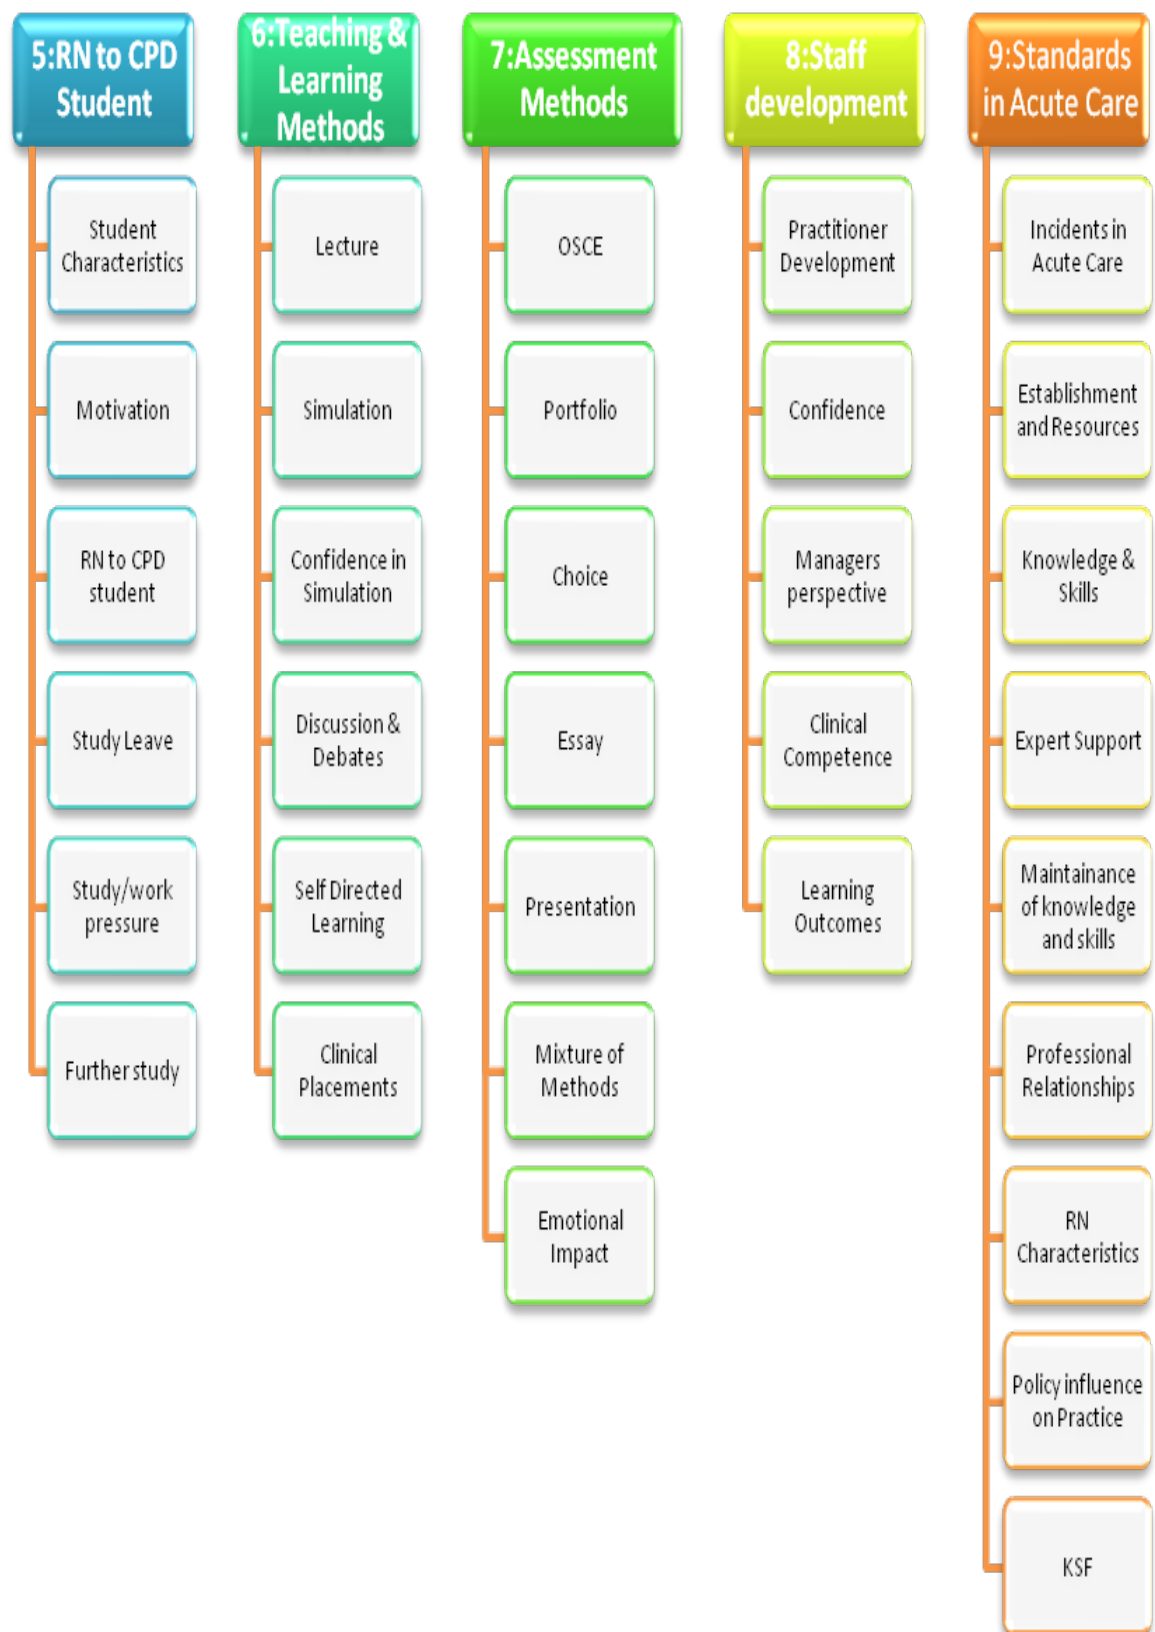 5:RN to CPD
Student
Student
Characteristics
Motivation
RN to CPD
student
Study Leave
Study/work
pressure
Further study
6:Teaching &
Learning
Methods
Lecture
Simulation
Confidence in
Simulation
Discussion &
Debates
Self Directed
Learning
Clinical
Placements
7:Assessment
Methods
OSCE
Portfolio
Choice
Essay
Presentation
Mixture of
Methods
Emotional
Impact
8:Staff
development
Practitioner
Development
Confidence
Managers
perspective
Clinical
Competence
Learning
Outcomes
9:Standards
in Acute Care
Incidents in
Acute Care
Establishment
and Resources
Knowledge &
Skills
Expert Support
Maintainance
of knowledge
and skills
Professional
Relationships
RN
Characteristics
Policy influence
on Practice
KSF